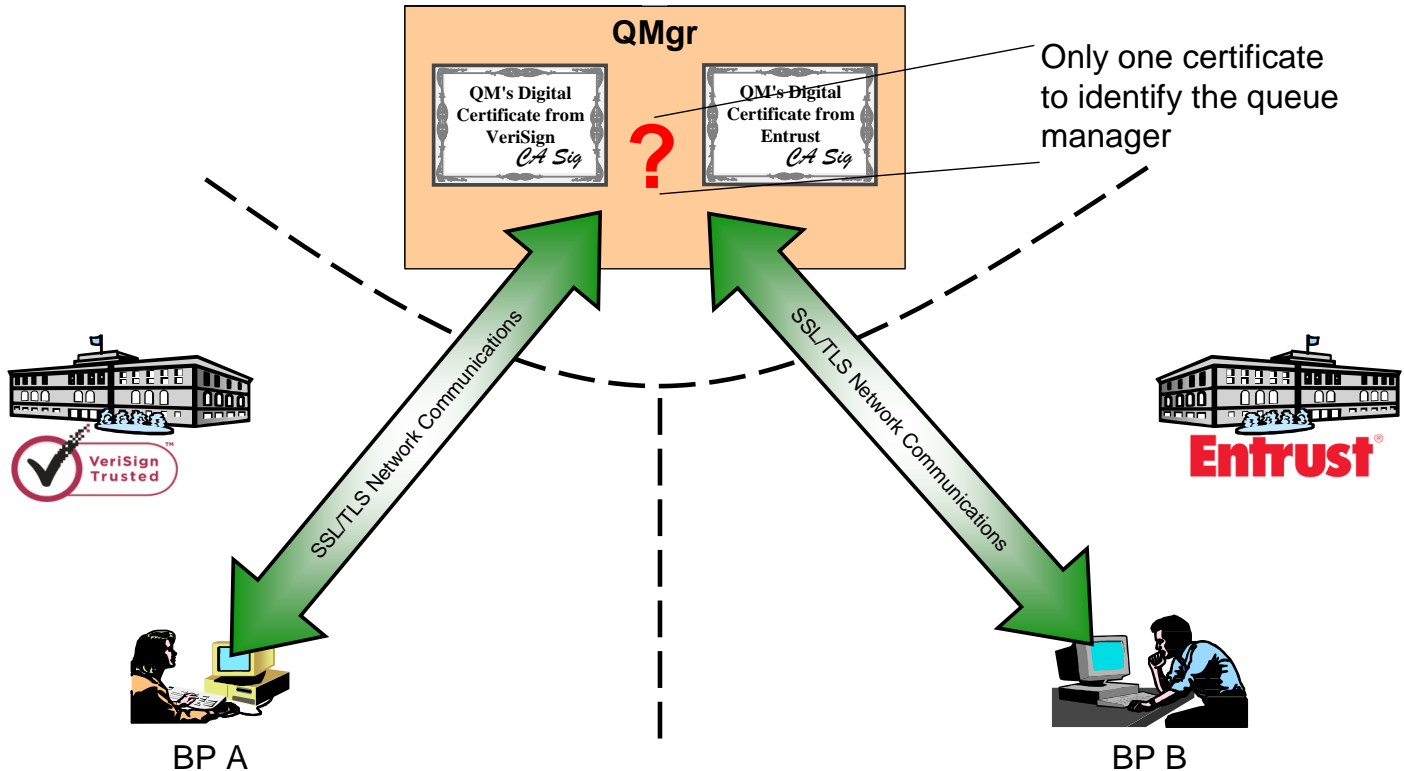 QMgr
QM's Digital
Certificate from
VeriSign
CA Sig
?
QM's Digital
Certificate from
Entrust
CA Sig
Only one certificate
to identify the queue
manager
SSL/TLS Network Communications
SSL/TLS Network Communications
VeriSign™
Trusted
Entrust®
BP A
BP B